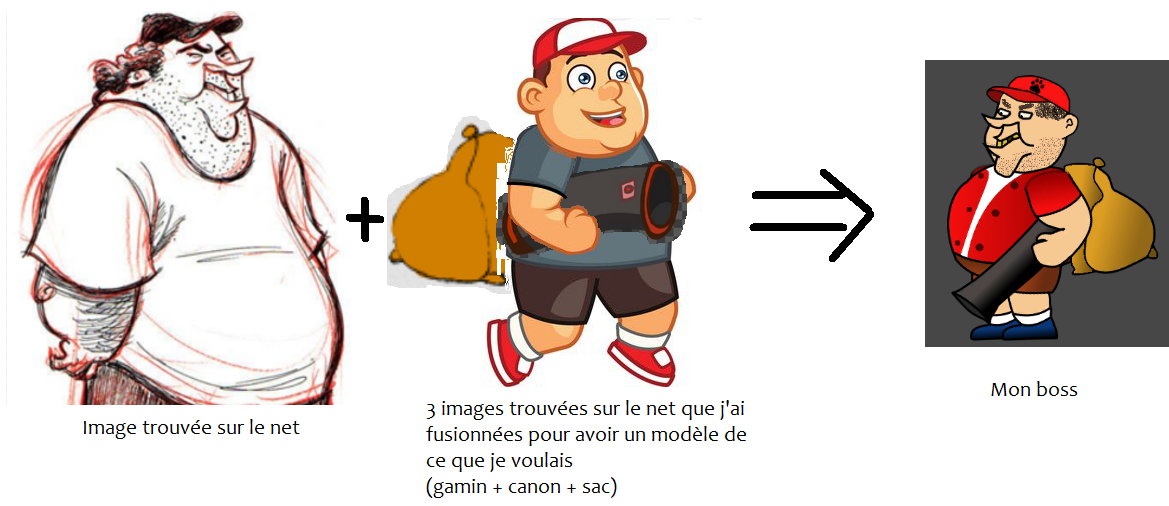 Image trouvée sur le net
3 images trouvées sur le net que j'ai
fusionnées pour avoir un modèle de
ce que je voulais
(gamin + canon + sac)
Mon boss